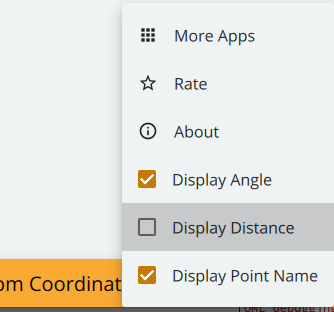 More Apps
Rate
About
Display Angle
Display Distance
om Coordinat
Display Point Name